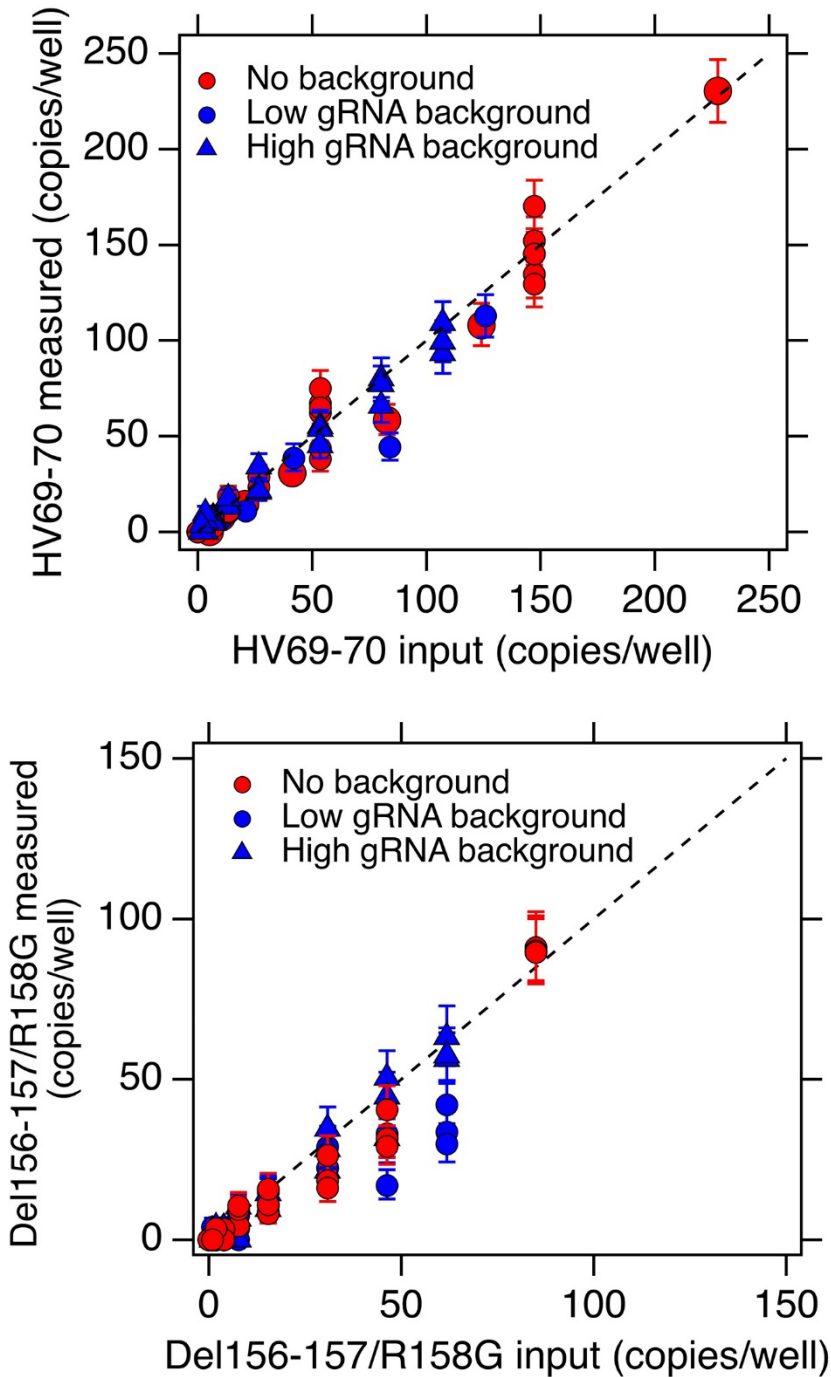 250
200
150
100
50
0
HV69-70 measured (copies/well)
No background
Low gRNA background
High gRNA background
0 50 100 150 200 250
HV69-70 input (copies/well)
150
100
50
0
Del156-157/R158G measured
(copies/well)
No background
Low gRNA background
High gRNA background
0 50 100 150
Del156-157/R158G input (copies/well)